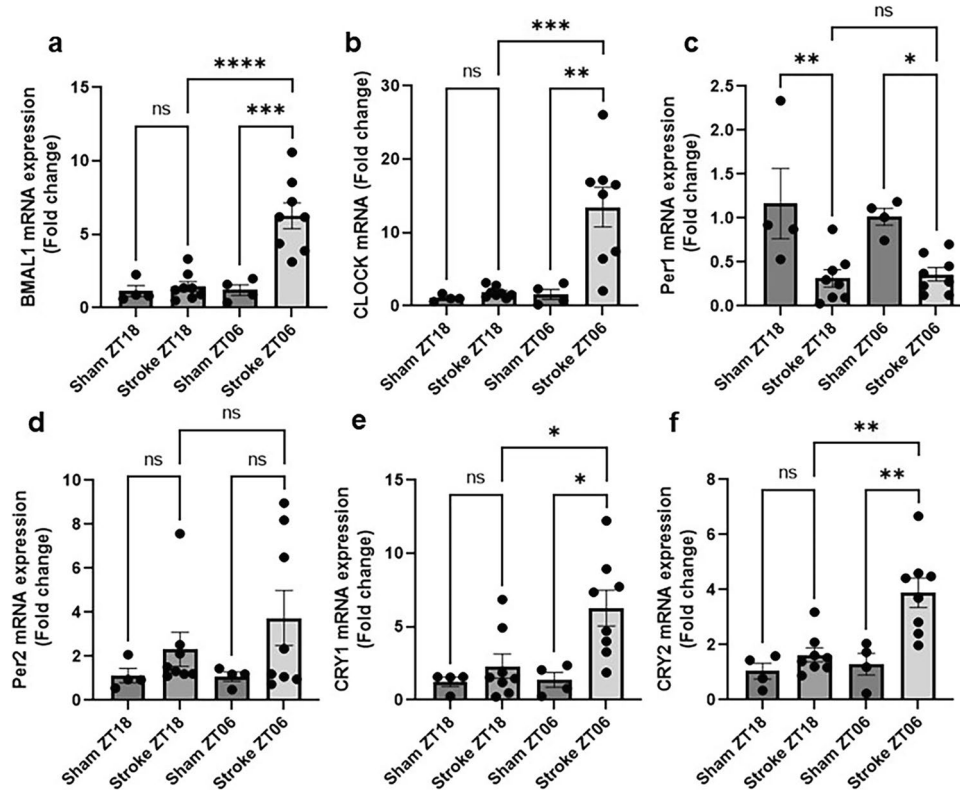 a
****
ns
***
BMAL1 mRNA expression
(Fold change)
15
10
5
0
Sham ZT18
Stroke ZT18
Sham ZT06
Stroke ZT06
b
***
ns
**
CLOCK mRNA (Fold change)
30
20
10
0
Sham ZT18
Stroke ZT18
Sham ZT06
Stroke ZT06
c
ns
**
*
Per1 mRNA expression
(Fold change)
2.5
2.0
1.5
1.0
0.5
0.0
Sham ZT18
Stroke ZT18
Sham ZT06
Stroke ZT06
d
ns
ns
ns
Per2 mRNA expression
(Fold change)
10
8
6
4
2
0
Sham ZT18
Stroke ZT18
Sham ZT06
Stroke ZT06
e
*
ns
*
CRY1 mRNA expression
(Fold change)
15
10
5
0
Sham ZT18
Stroke ZT18
Sham ZT06
Stroke ZT06
f
**
ns
**
CRY2 mRNA expression
(Fold change)
8
6
4
2
0
Sham ZT18
Stroke ZT18
Sham ZT06
Stroke ZT06